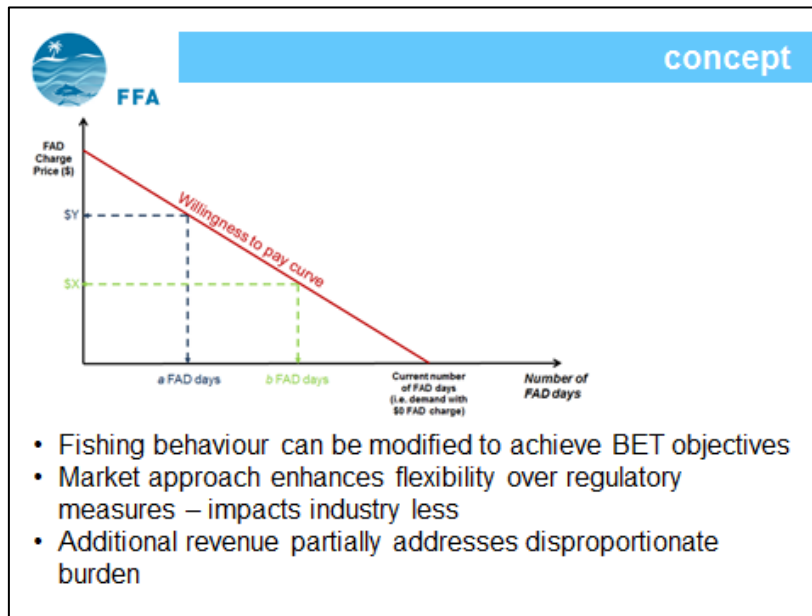 concept
FFA
FAD
Charge
Price ($)
Willingness to pay curve
$Y
$X
a FAD days
b FAD days
Current number
of FAD days
(i.e. demand with
$0 FAD charge)
Number of
FAD days
• Fishing behaviour can be modified to achieve BET objectives
• Market approach enhances flexibility over regulatory
measures – impacts industry less
• Additional revenue partially addresses disproportionate
burden